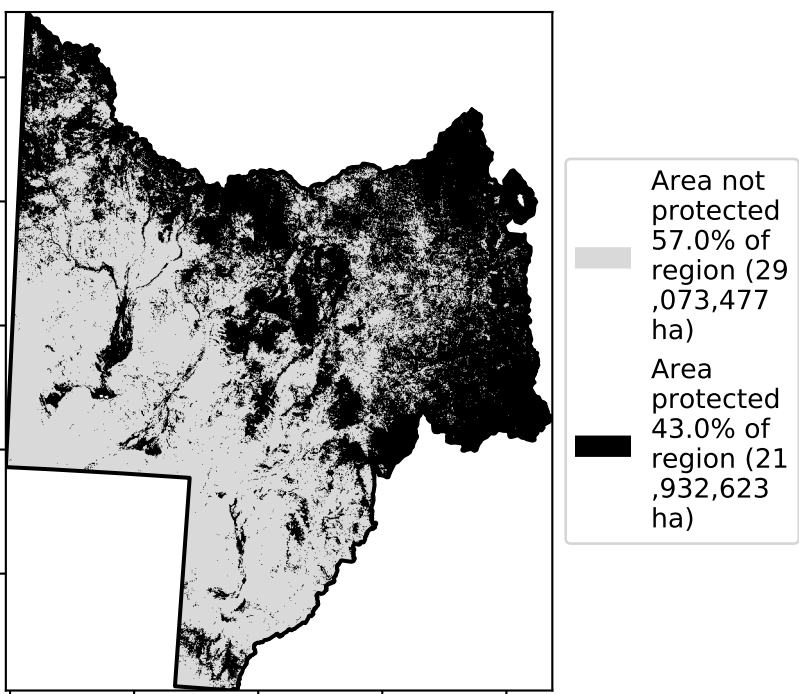 Area not
protected
57.0% of
region (29
,073,477
ha)
Area
protected
43.0% of
region (21
,932,623
ha)